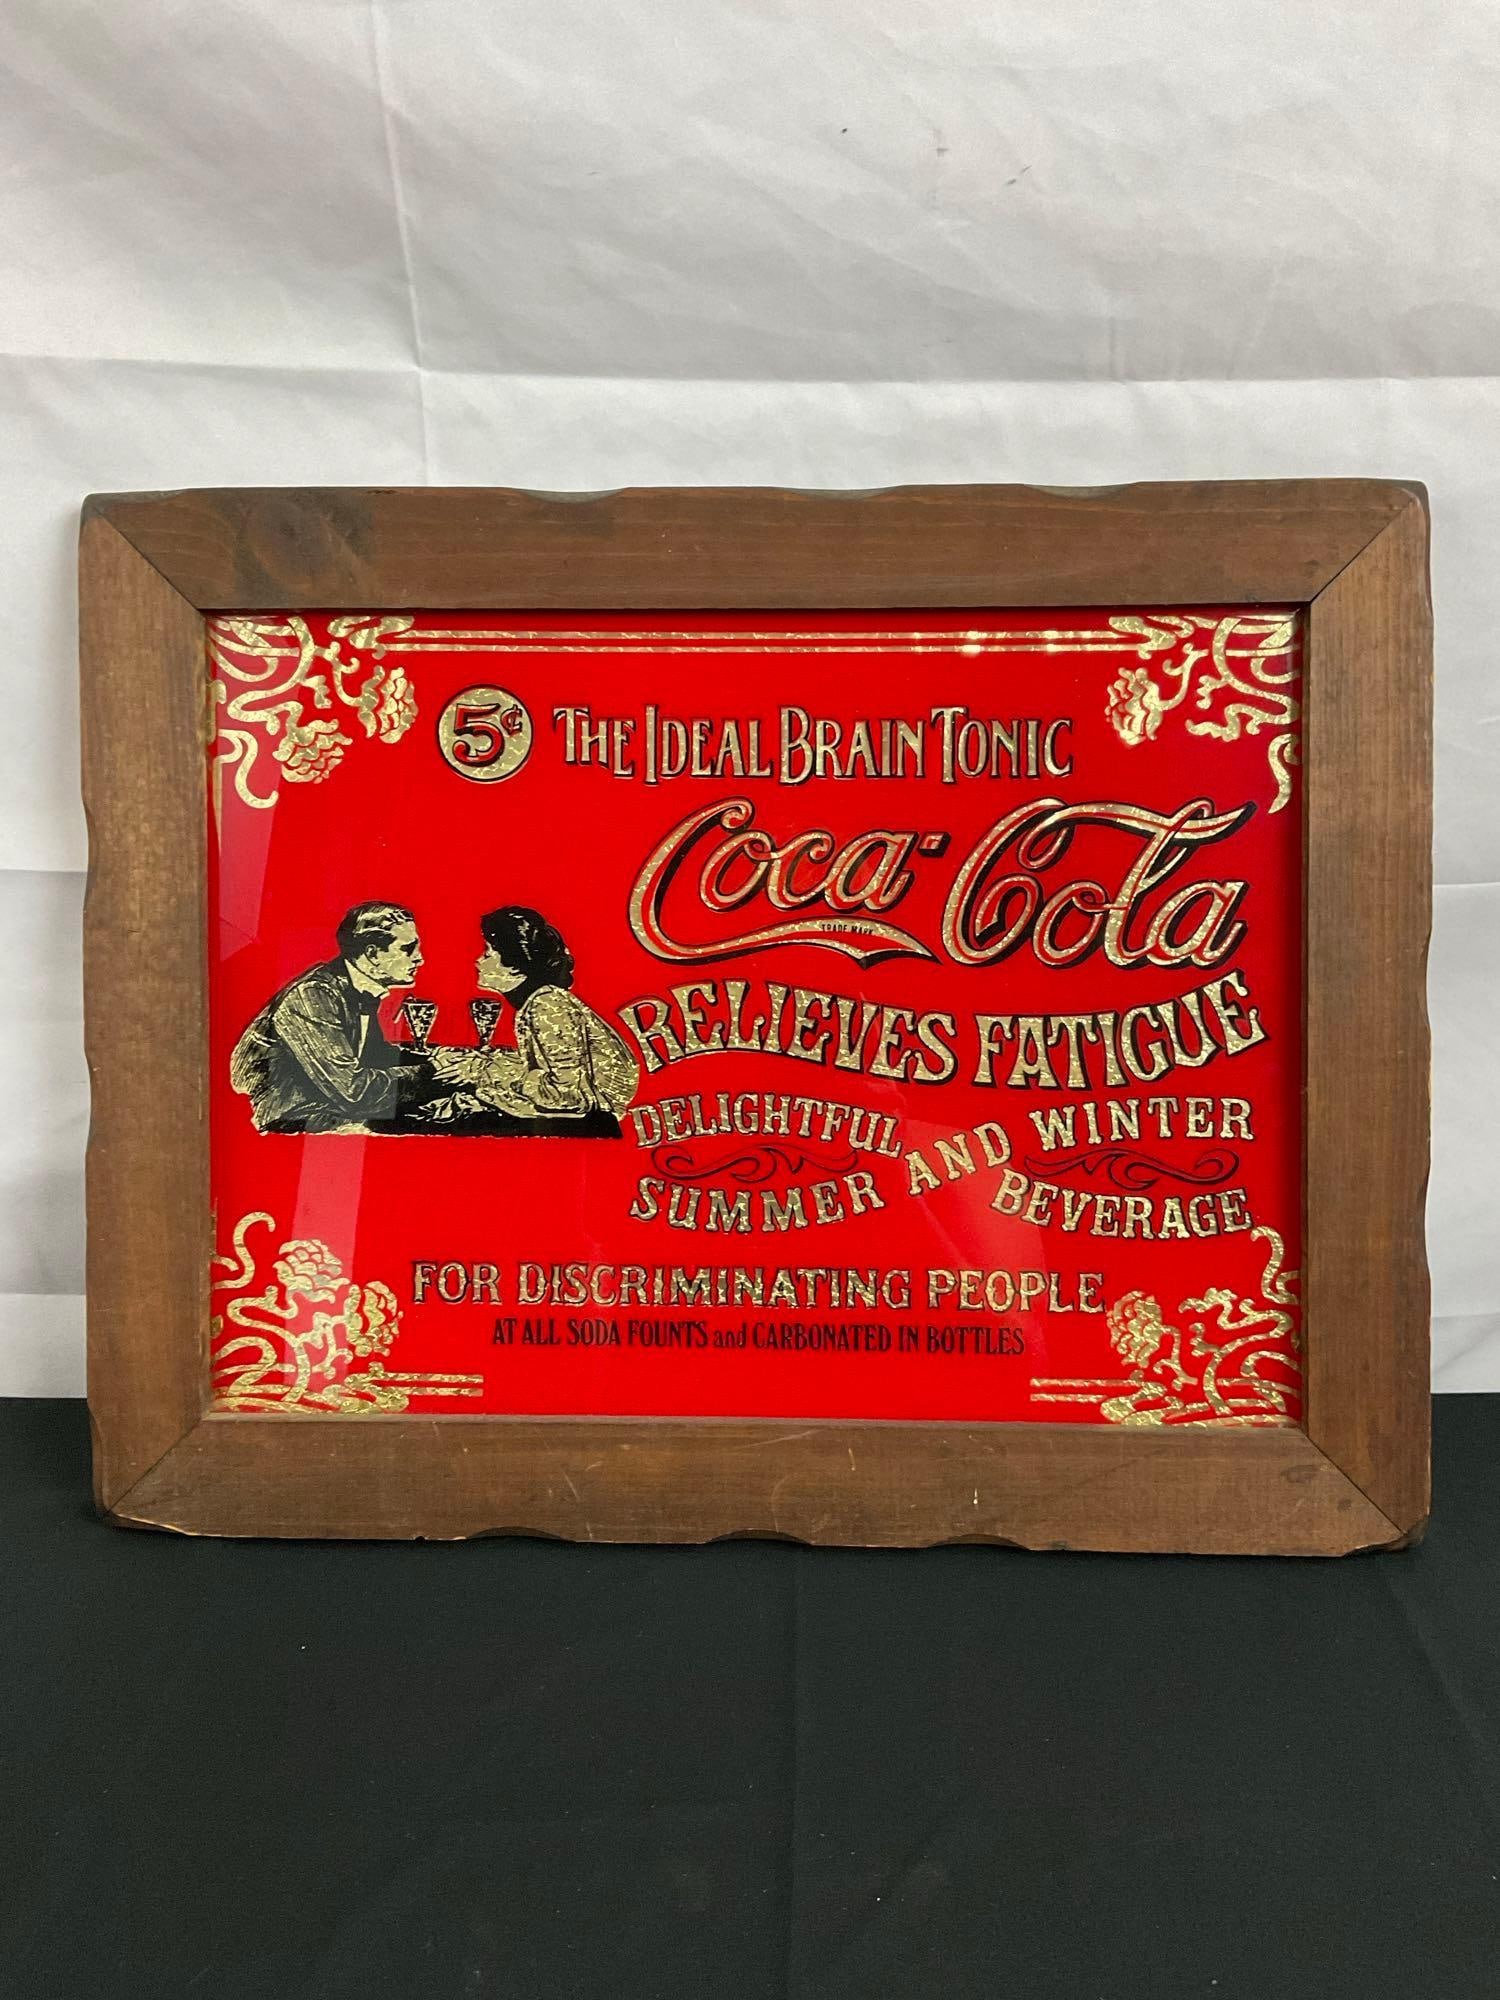 5¢ THE IDEAL BRAIN TONIC
Coca-Cola
TRADE MARK
RELIEVES FATIGUE
DELIGHTFUL
SUMMER AND WINTER
BEVERAGE
FOR DISCRIMINATING PEOPLE
AT ALL SODA FOUNTS and CARBONATED IN BOTTLES